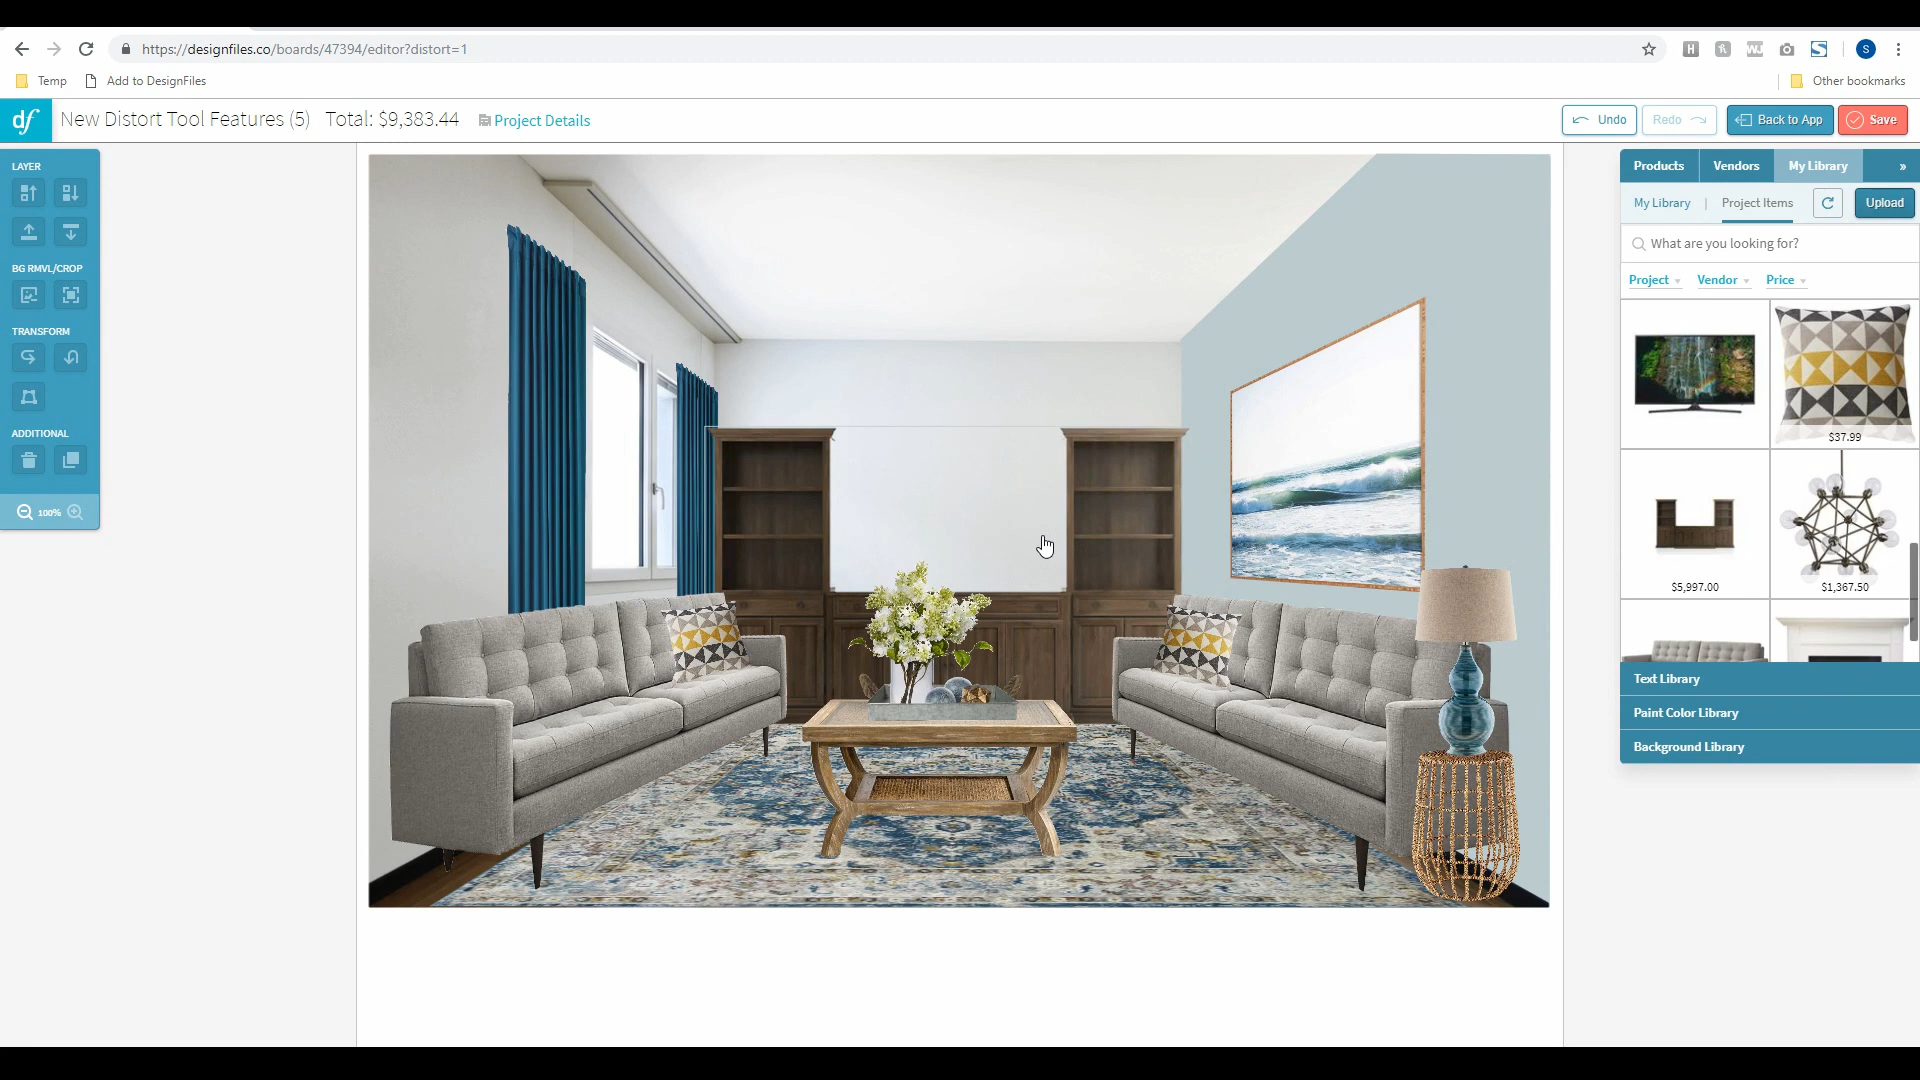 https://designfiles.co/boards/47394/editor?distort=1
H
WJ
S
S
Temp
Add to DesignFiles
Other bookmarks
df
New Distort Tool Features (5)
Total: $9,383.44
Project Details
Undo
Redo
Back to App
Save
LAYER
BG RMVL/CROP
TRANSFORM
ADDITIONAL
100%
Products
Vendors
My Library
»
My Library | Project Items
Upload
What are you looking for?
Project
Vendor
Price
$37.99
$5,997.00
$1,367.50
Text Library
Paint Color Library
Background Library